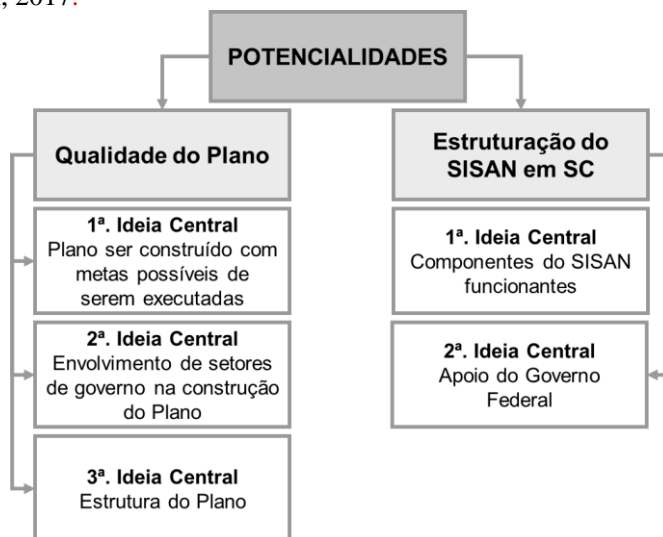 , 2017.
POTENCIALIDADES
Qualidade do Plano
1ª. Ideia Central
Plano ser construído com
metas possíveis de
serem executadas
2ª. Ideia Central
Envolvimento de setores
de governo na construção
do Plano
3ª. Ideia Central
Estrutura do Plano
Estruturação do
SISAN em SC
1ª. Ideia Central
Componentes do SISAN
funcionantes
2ª. Ideia Central
Apoio do Governo
Federal